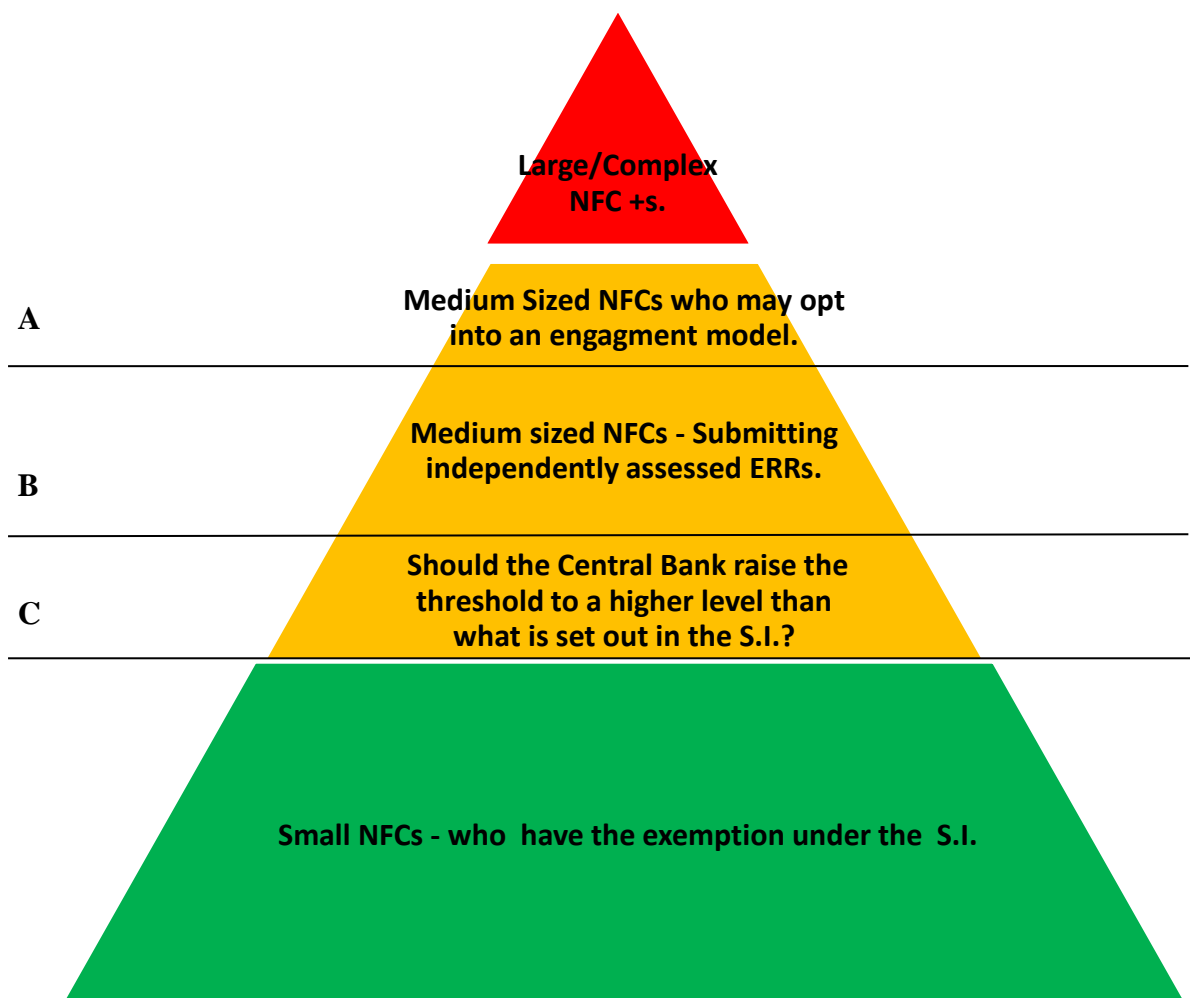 Large/Complex
NFC +s.
A
Medium Sized NFCs who may opt
into an engagment model.
B
Medium sized NFCs - Submitting
independently assessed ERRs.
C
Should the Central Bank raise the
threshold to a higher level than
what is set out in the S.I.?
Small NFCs - who  have the exemption under the  S.I.